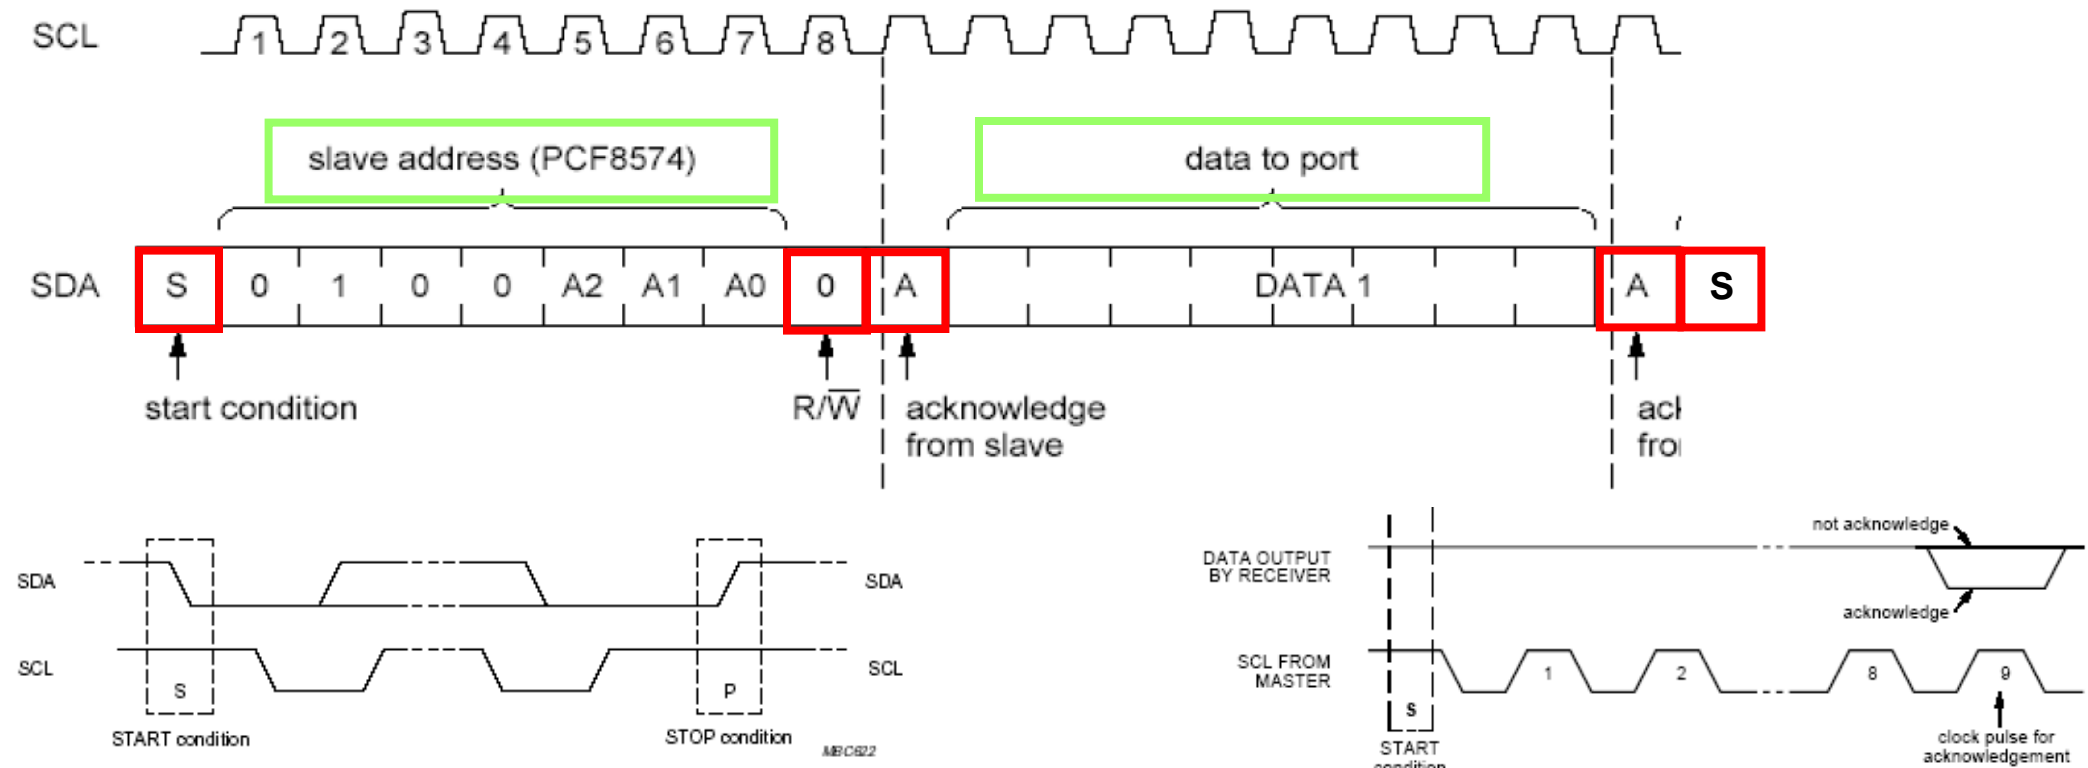 SCL
1 2 3 4 5 6 7 8
slave address (PCF8574)
data to port
SDA
S 0 1 0 0 A2 A1 A0 0 A DATA 1 A S
start condition
R/W̅
acknowledge
from slave
SDA
SDA
SCL
SCL
S
P
START condition
STOP condition
MBC622
not acknowledge
DATA OUTPUT
BY RECEIVER
acknowledge
SCL FROM
MASTER
1 2 8 9
S
START
condition
clock pulse for
acknowledgement